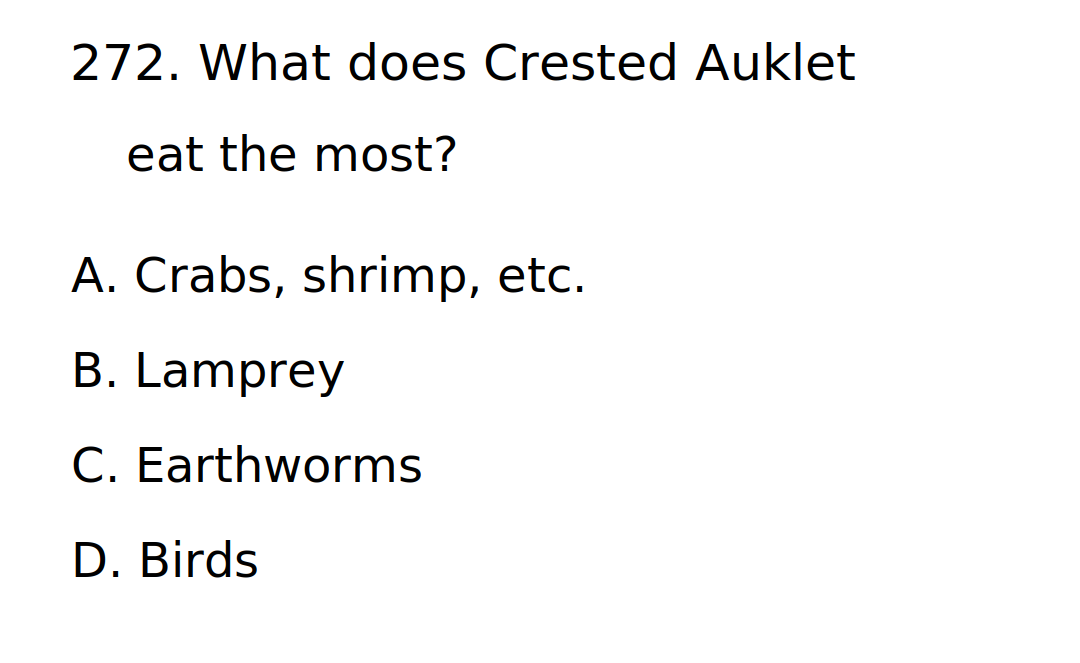 272. What does Crested Auklet
eat the most?
A. Crabs, shrimp, etc.
B. Lamprey
C. Earthworms
D. Birds